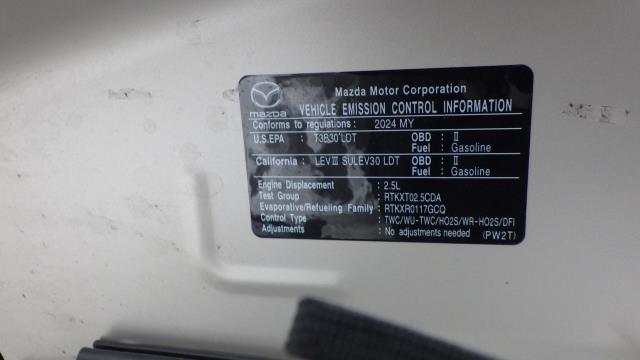 Mazda Motor Corporation
mazda VEHICLE EMISSION CONTROL INFORMATION
Conforms to regulations: 2024 MY
U.S.EPA : T3B30 LDT OBD : II
Fuel : Gasoline
California : LEVIII SULEV30 LDT OBD : II
Fuel : Gasoline
Engine Displacement : 2.5L
Test Group : RTKXT02.5CDA
Evaporative/Refueling Family : RTKXR0117GCQ
Control Type : TWC/WU-TWC/HO2S/WR-HO2S/DFI
Adjustments : No adjustments needed (PW2T)